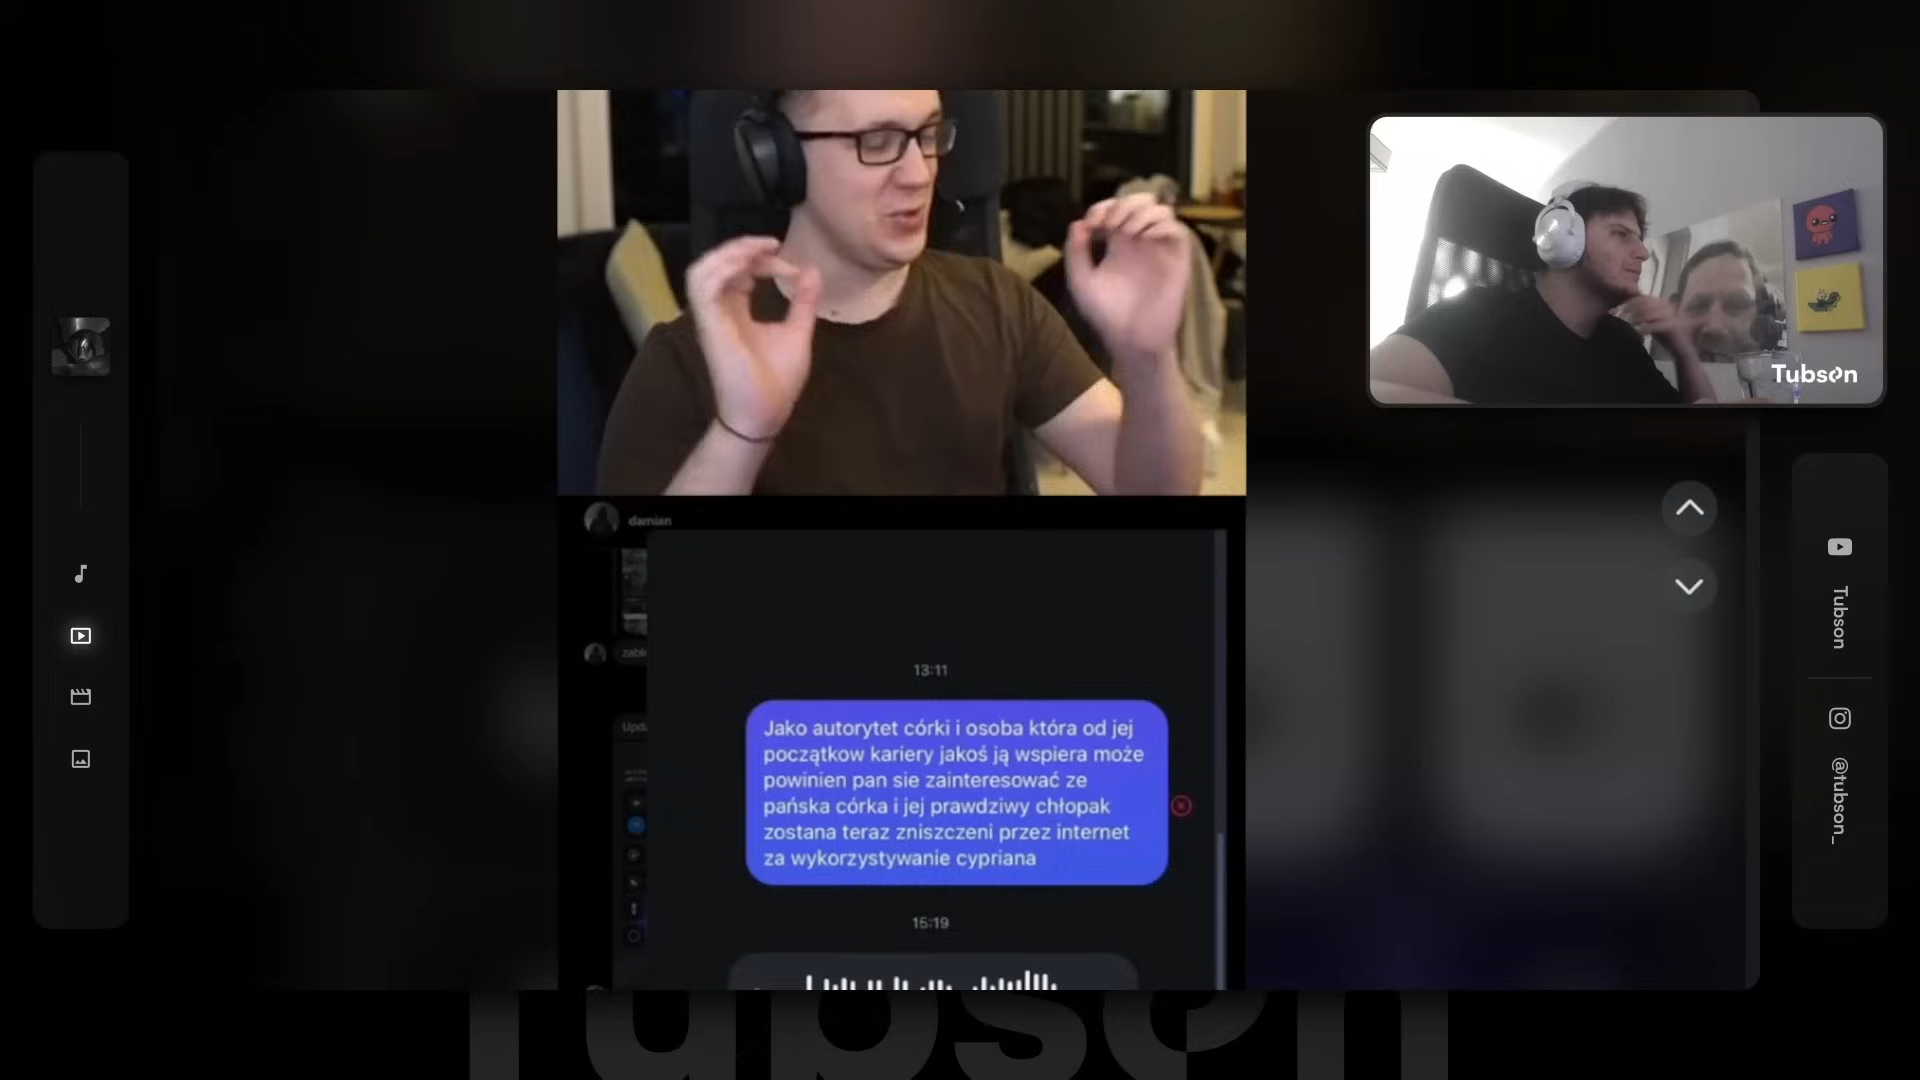 damian
13:11
Jako autorytet córki i osoba która od jej
początkow kariery jakoś ją wspiera może
powinien pan sie zainteresować ze
pańska córka i jej prawdziwy chłopak
zostana teraz zniszczeni przez internet
za wykorzystywanie cypriana
15:19
Tubson
Tubson
@tubson_
Tubson